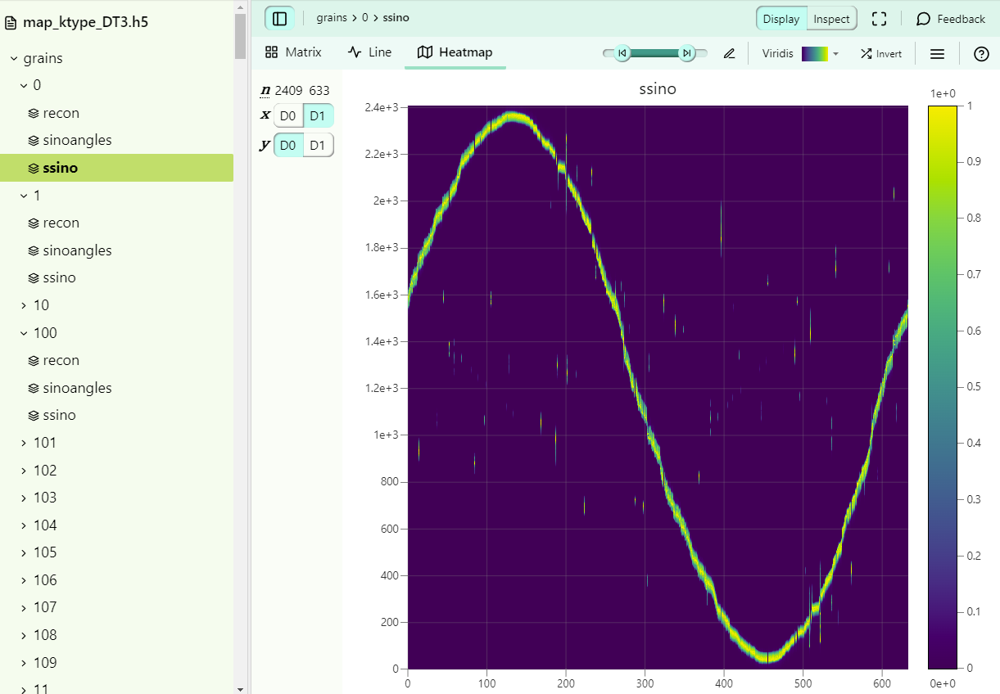 map_ktype_DT3.h5
grains
0
recon
sinoangles
ssino
1
recon
sinoangles
ssino
10
100
recon
sinoangles
ssino
101
102
103
104
105
106
107
108
109
11
grains > 0 > ssino
Display Inspect
Feedback
Matrix
Line
Heatmap
Viridis
Invert
n 2409 633
x D0 D1
y D0 D1
ssino
2.4e+3
2.2e+3
2e+3
1.8e+3
1.6e+3
1.4e+3
1.2e+3
1e+3
800
600
400
200
0
0 100 200 300 400 500 600
1e+0
1
0.9
0.8
0.7
0.6
0.5
0.4
0.3
0.2
0.1
0
0e+0